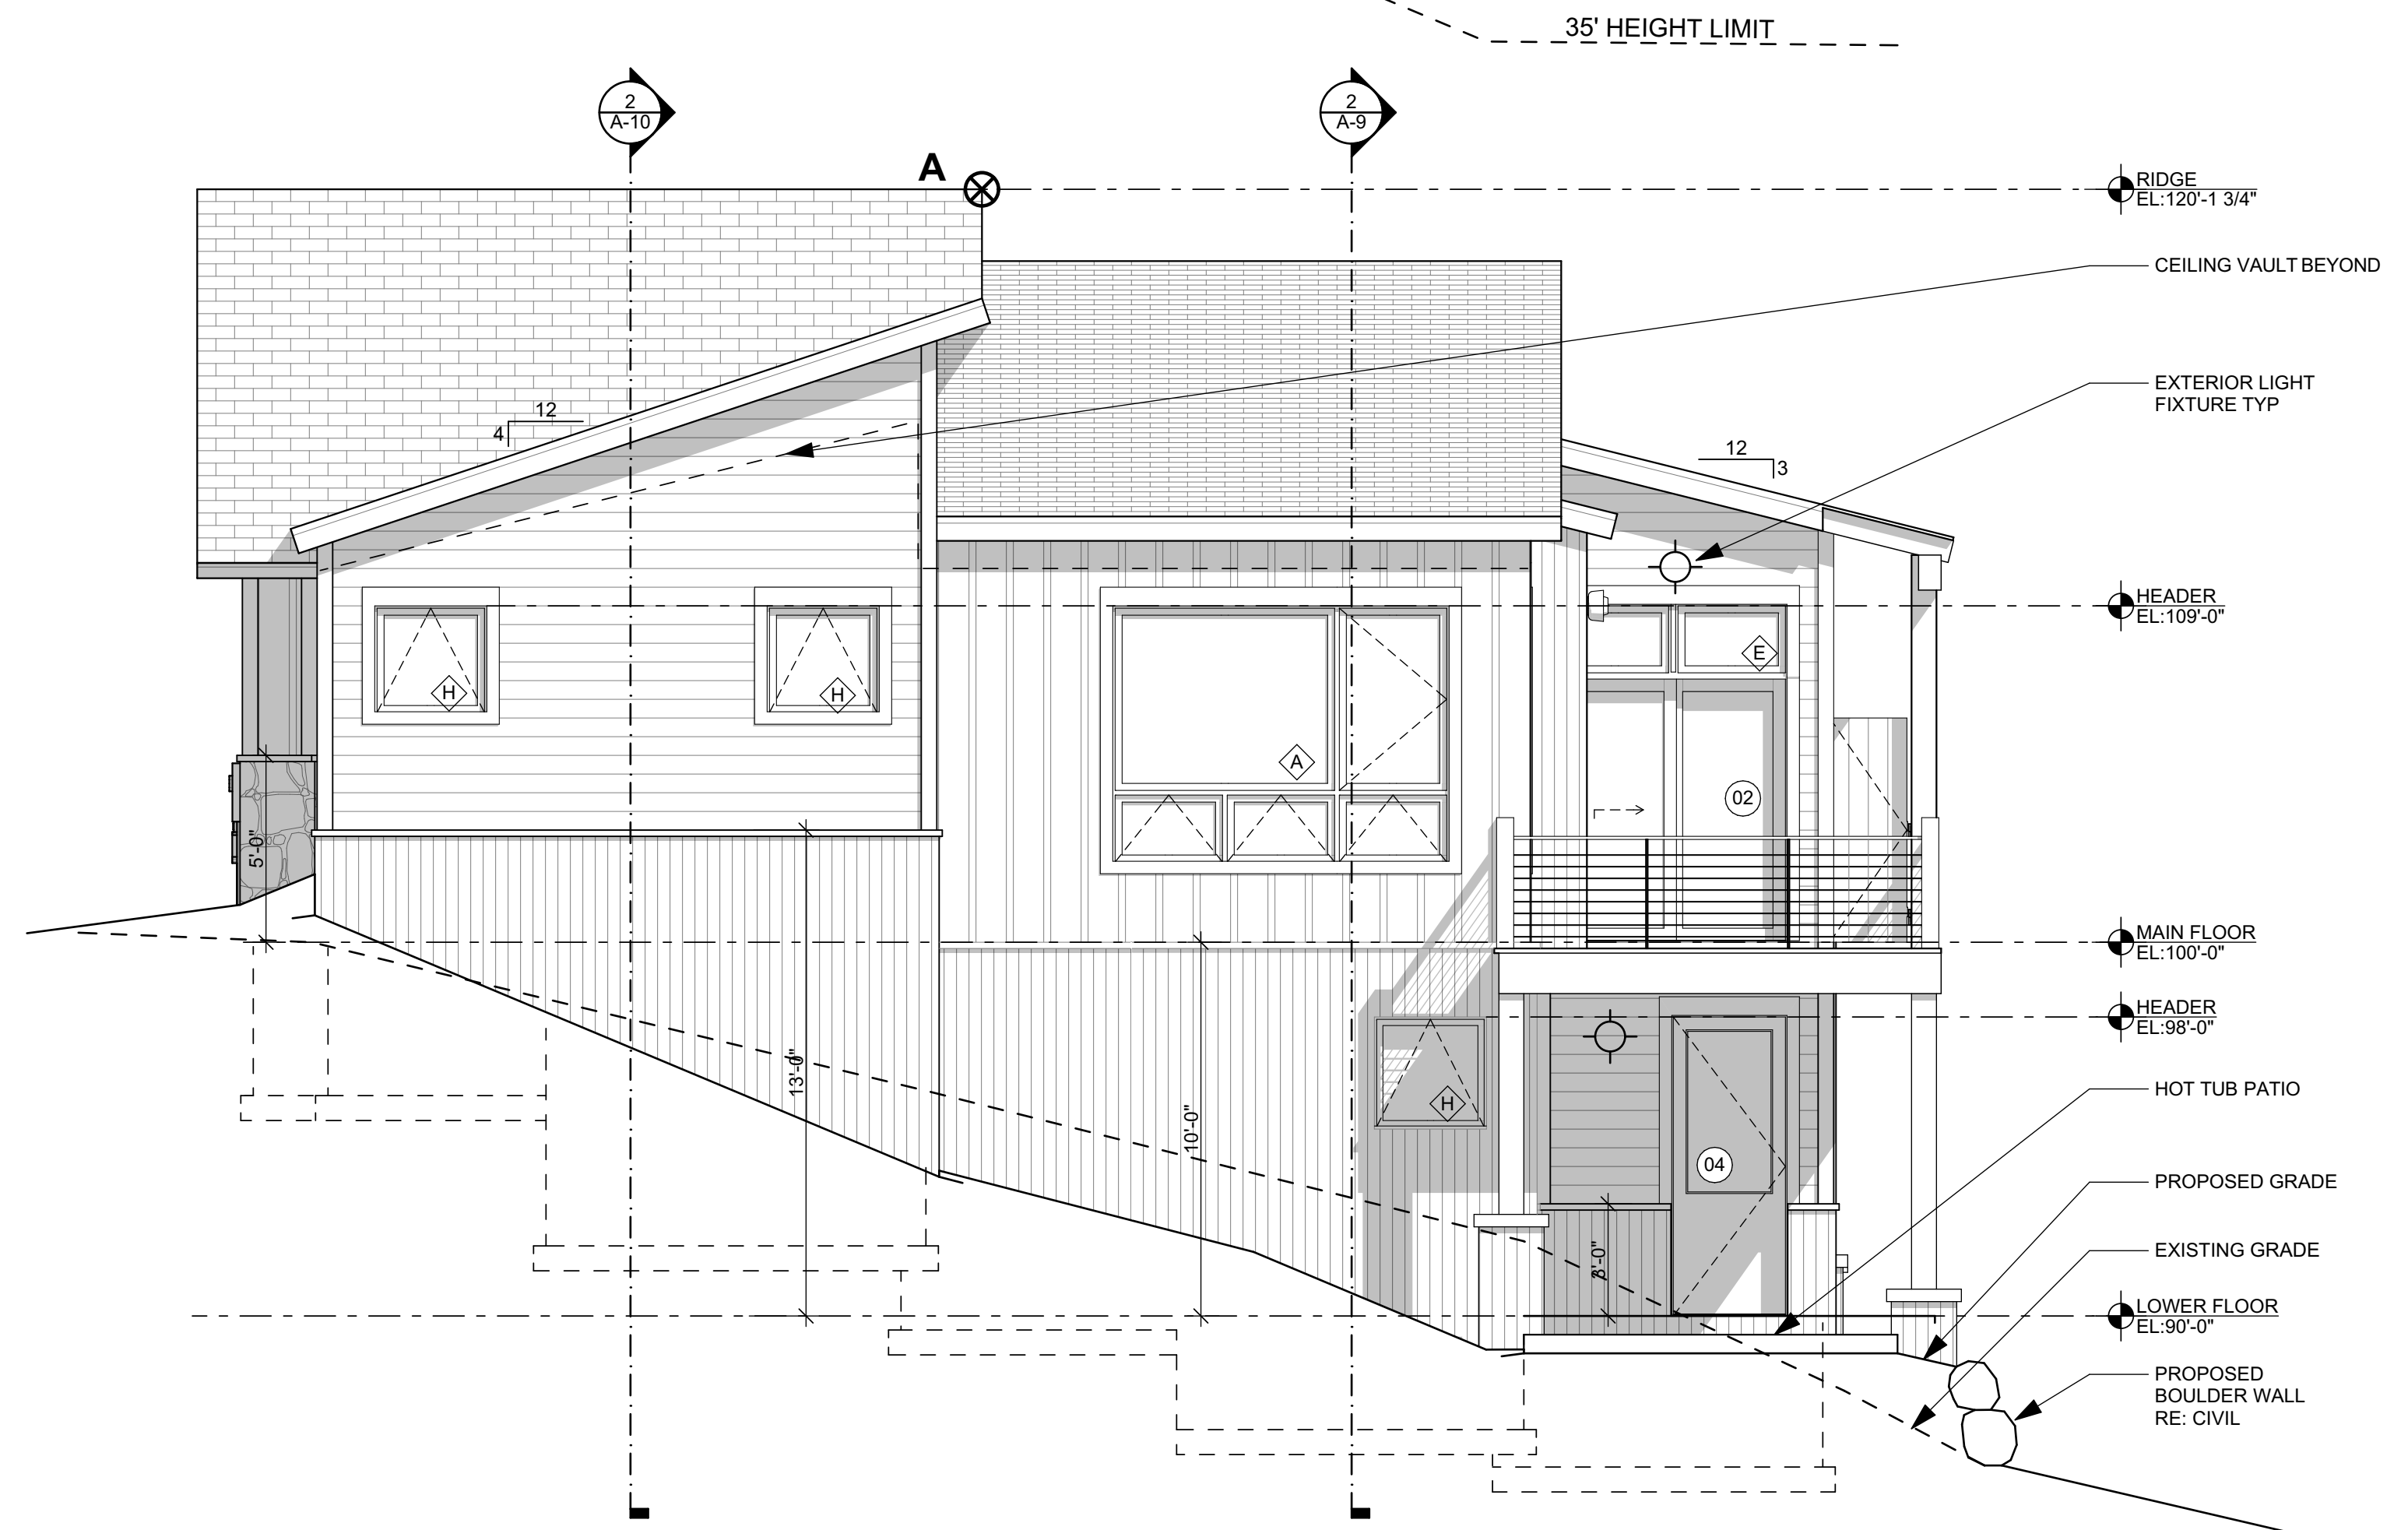 35' HEIGHT LIMIT
2
A-10
2
A-9
A
RIDGE
EL:120'-1 3/4"
CEILING VAULT BEYOND
EXTERIOR LIGHT
FIXTURE TYP
12
4
12
3
HEADER
EL:109'-0"
E
H
H
A
02
5'-0"
MAIN FLOOR
EL:100'-0"
HEADER
EL:98'-0"
13'-0"
10'-0"
H
HOT TUB PATIO
04
PROPOSED GRADE
3'-0"
EXISTING GRADE
LOWER FLOOR
EL:90'-0"
PROPOSED
BOULDER WALL
RE: CIVIL